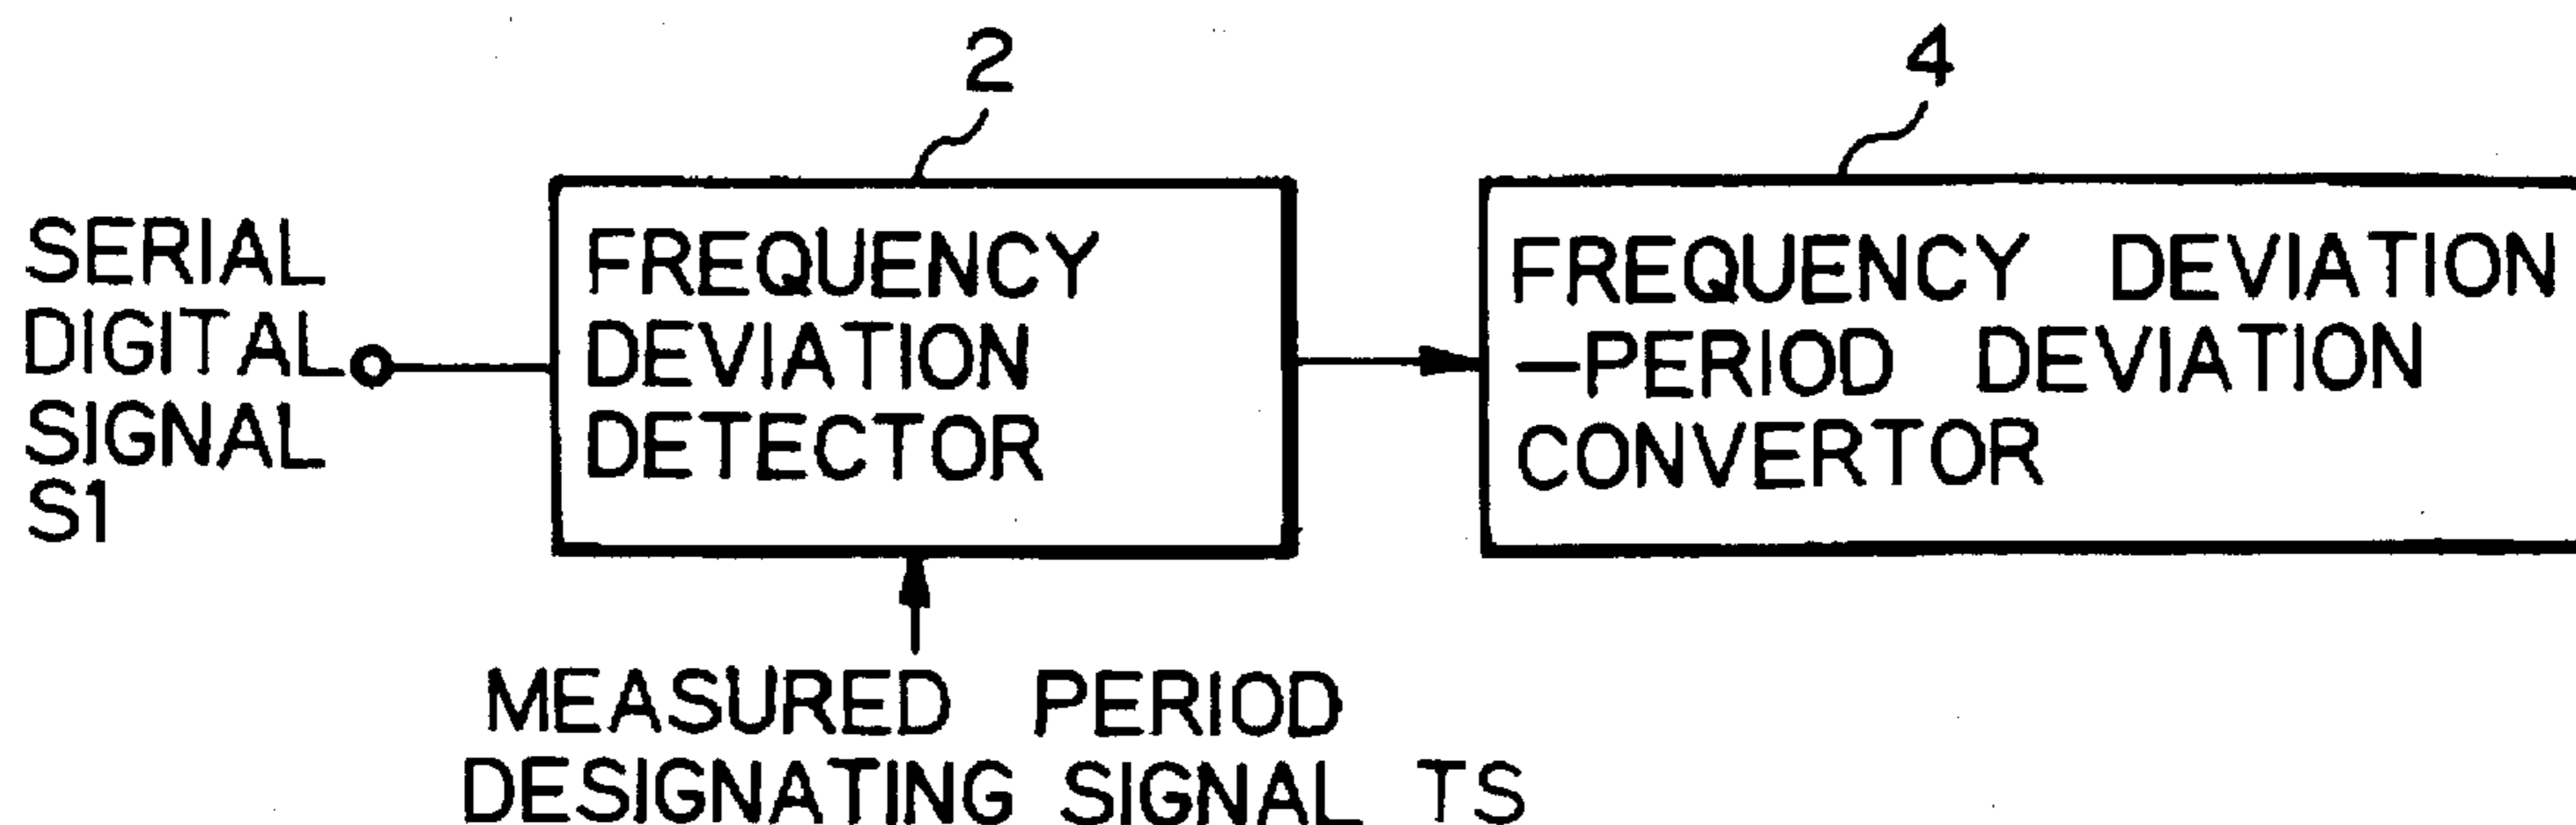 2
4
SERIAL
DIGITAL
SIGNAL
S1
FREQUENCY
DEVIATION
DETECTOR
FREQUENCY DEVIATION
-PERIOD DEVIATION
CONVERTOR
MEASURED PERIOD
DESIGNATING SIGNAL TS